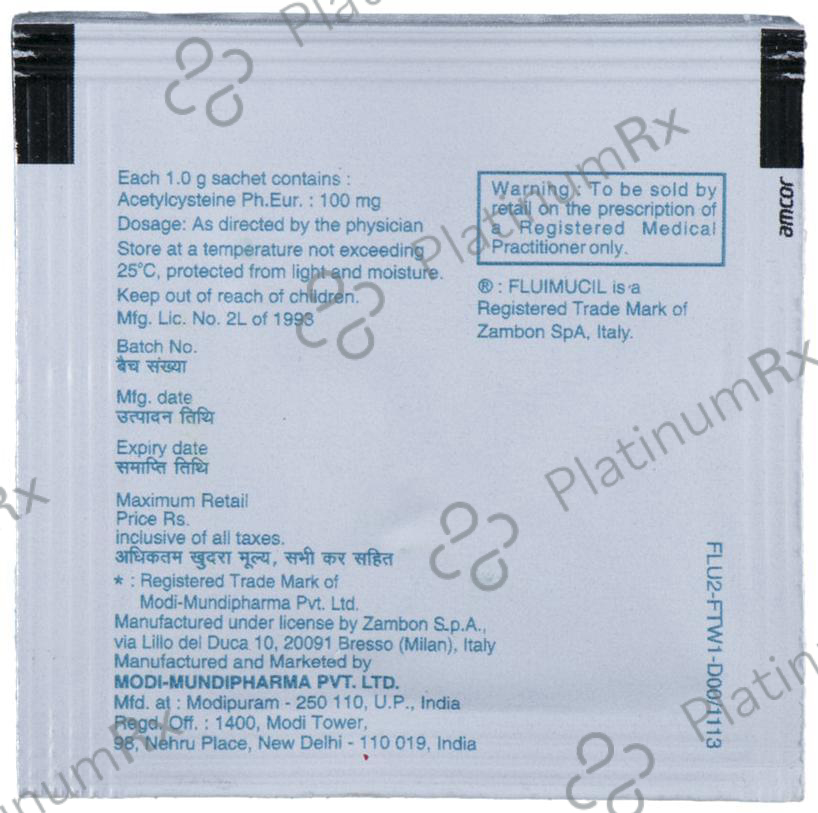 Each 1.0 g sachet contains :
Acetylcysteine Ph.Eur. : 100 mg
Dosage: As directed by the physician
Store at a temperature not exceeding
25°C, protected from light and moisture.
Keep out of reach of children.
Mfg. Lic. No. 2L of 1993
Batch No.
बैच संख्या
Mfg. date
उत्पादन तिथि
Expiry date
समाप्ति तिथि
Maximum Retail
Price Rs.
inclusive of all taxes.
अधिकतम खुदरा मूल्य, सभी कर सहित
* : Registered Trade Mark of
Modi-Mundipharma Pvt. Ltd.
Manufactured under license by Zambon S.p.A.,
via Lillo del Duca 10, 20091 Bresso (Milan), Italy
Manufactured and Marketed by
MODI-MUNDIPHARMA PVT. LTD.
Mfd. at : Modipuram - 250 110, U.P., India
Regd. Off. : 1400, Modi Tower,
98, Nehru Place, New Delhi - 110 019, India
Warning : To be sold by
retail on the prescription of
a Registered Medical
Practitioner only.
® : FLUIMUCIL is a
Registered Trade Mark of
Zambon SpA, Italy.
amcor
PlatinumRx
PlatinumRx
PlatinumRx